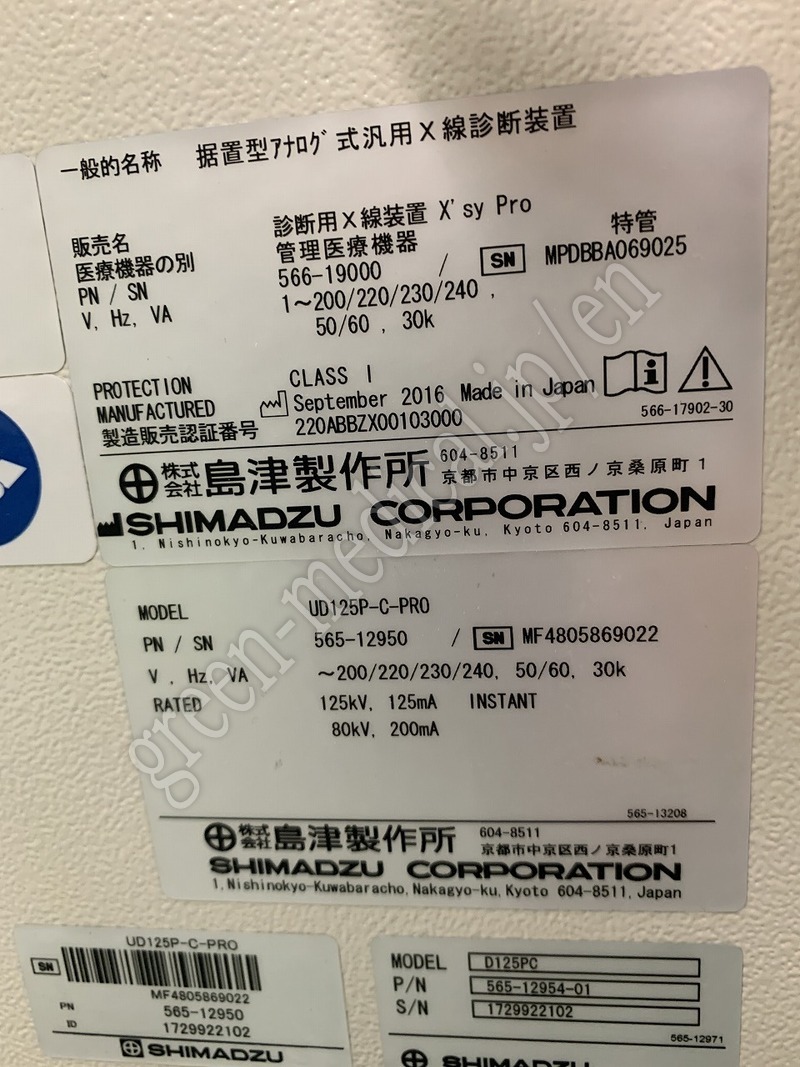 一般的名称 据置型アナログ式汎用X線診断装置
販売名 診断用X線装置 X'sy Pro 特管
医療機器の別 管理医療機器
PN / SN 566-19000 / SN MPDBBA069025
V, Hz, VA 1～200/220/230/240 ,
50/60 , 30k
PROTECTION CLASS I
MANUFACTURED September 2016 Made in Japan
製造販売認証番号 220ABBZX00103000
566-17902-30
株式会社 島津製作所 604-8511
京都市中京区西ノ京桑原町1
SHIMADZU CORPORATION
1, Nishinokyo-Kuwabaracho, Nakagyo-ku, Kyoto 604-8511, Japan
MODEL UD125P-C-PRO
PN / SN 565-12950 / SN MF4805869022
V , Hz, VA ～200/220/230/240, 50/60, 30k
RATED 125kV, 125mA INSTANT
80kV, 200mA
565-13208
株式会社 島津製作所 604-8511
京都市中京区西ノ京桑原町1
SHIMADZU CORPORATION
1,Nishinokyo-Kuwabaracho,Nakagyo-ku,Kyoto 604-8511,Japan
UD125P-C-PRO
SN
MF4805869022
PN 565-12950
ID 1729922102
SHIMADZU
MODEL D125PC
P/N 565-12954-01
S/N 1729922102
565-12971
SHIMADZU CORPORATION
green-medical.jp/en